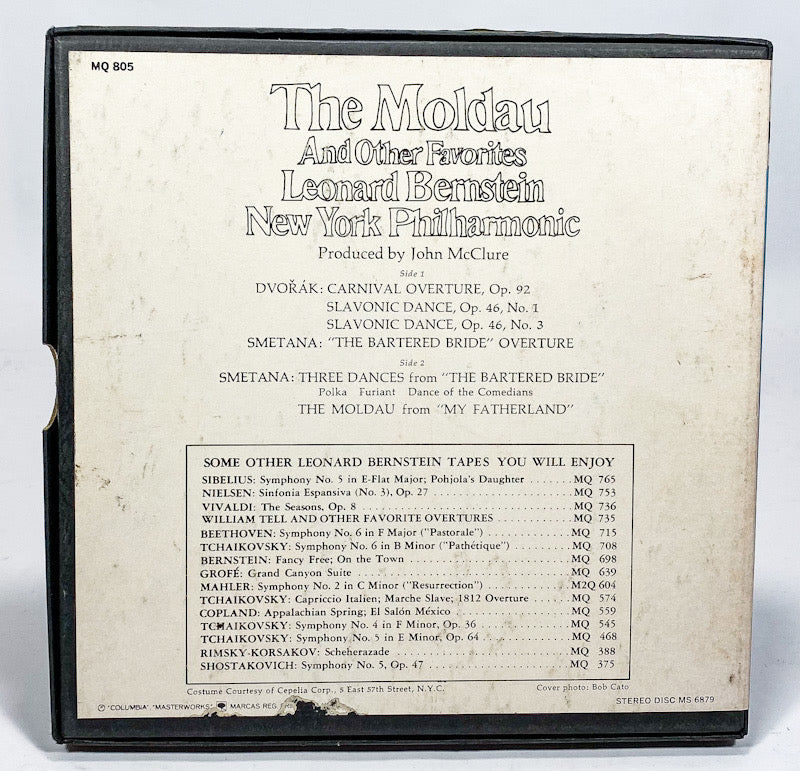 MQ 805
The Moldau
And Other Favorites
Leonard Bernstein
New York Philharmonic
Produced by John McClure
Side 1
DVOŘÁK: CARNIVAL OVERTURE, Op. 92
SLAVONIC DANCE, Op. 46, No. 1
SLAVONIC DANCE, Op. 46, No. 3
SMETANA: "THE BARTERED BRIDE" OVERTURE
Side 2
SMETANA: THREE DANCES from "THE BARTERED BRIDE"
Polka Furiant Dance of the Comedians
THE MOLDAU from "MY FATHERLAND"
SOME OTHER LEONARD BERNSTEIN TAPES YOU WILL ENJOY
SIBELIUS: Symphony No. 5 in E-Flat Major; Pohjola's Daughter ....... MQ 765
NIELSEN: Sinfonia Espansiva (No. 3), Op. 27 ....... MQ 753
VIVALDI: The Seasons, Op. 8 ....... MQ 736
WILLIAM TELL AND OTHER FAVORITE OVERTURES ....... MQ 735
BEETHOVEN: Symphony No. 6 in F Major ("Pastorale") ....... MQ 715
TCHAIKOVSKY: Symphony No. 6 in B Minor ("Pathétique") ....... MQ 708
BERNSTEIN: Fancy Free; On the Town ....... MQ 698
GROFÉ: Grand Canyon Suite ....... MQ 639
MAHLER: Symphony No. 2 in C Minor ("Resurrection") ....... M2Q 604
TCHAIKOVSKY: Capriccio Italien; Marche Slave; 1812 Overture ....... MQ 574
COPLAND: Appalachian Spring; El Salón México ....... MQ 559
TCHAIKOVSKY: Symphony No. 4 in F Minor, Op. 36 ....... MQ 545
TCHAIKOVSKY: Symphony No. 5 in E Minor, Op. 64 ....... MQ 468
RIMSKY-KORSAKOV: Scheherazade ....... MQ 388
SHOSTAKOVICH: Symphony No. 5, Op. 47 ....... MQ 375
Costume Courtesy of Cepelia Corp., 5 East 57th Street, N.Y.C. Cover photo: Bob Cato
Ⓟ "COLUMBIA", "MASTERWORKS", MARCAS REG. STEREO DISC MS 6879